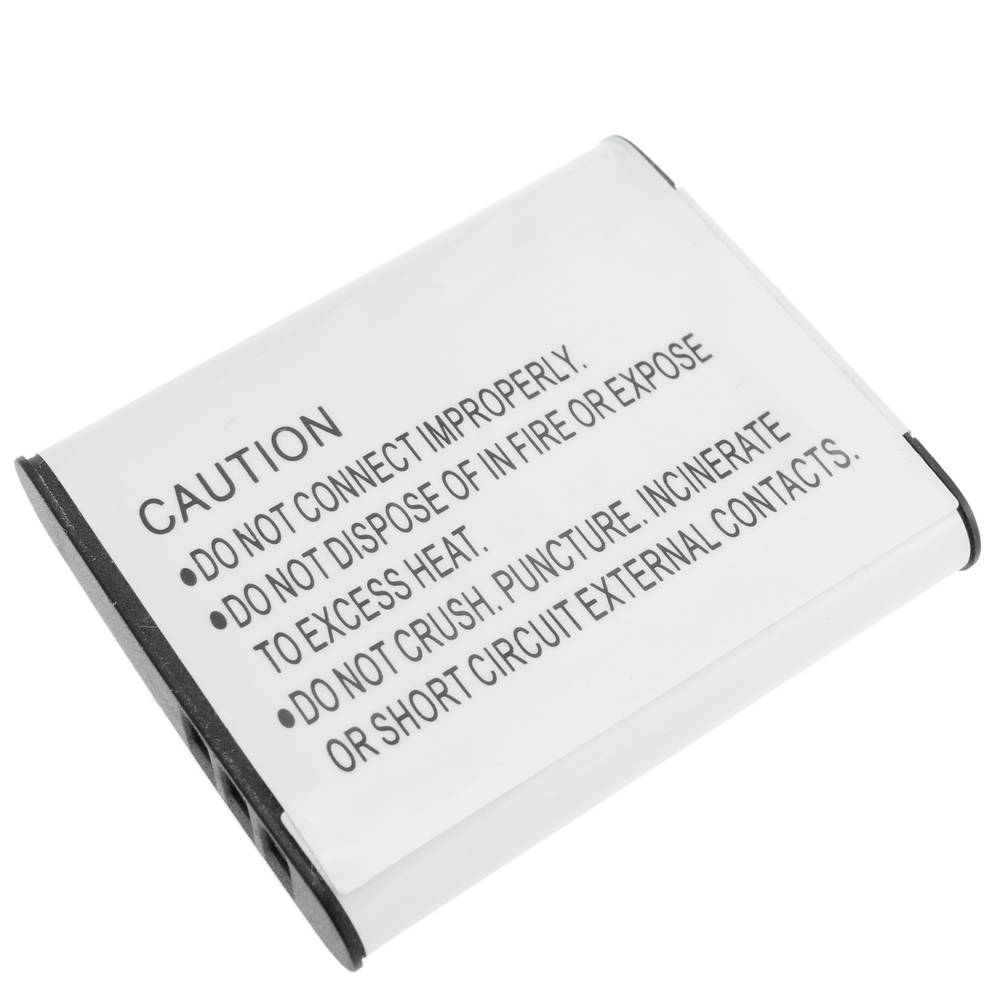 CAUTION
•DO NOT CONNECT IMPROPERLY.
•DO NOT DISPOSE OF IN FIRE OR EXPOSE
TO EXCESS HEAT.
•DO NOT CRUSH. PUNCTURE. INCINERATE
OR SHORT CIRCUIT EXTERNAL CONTACTS.